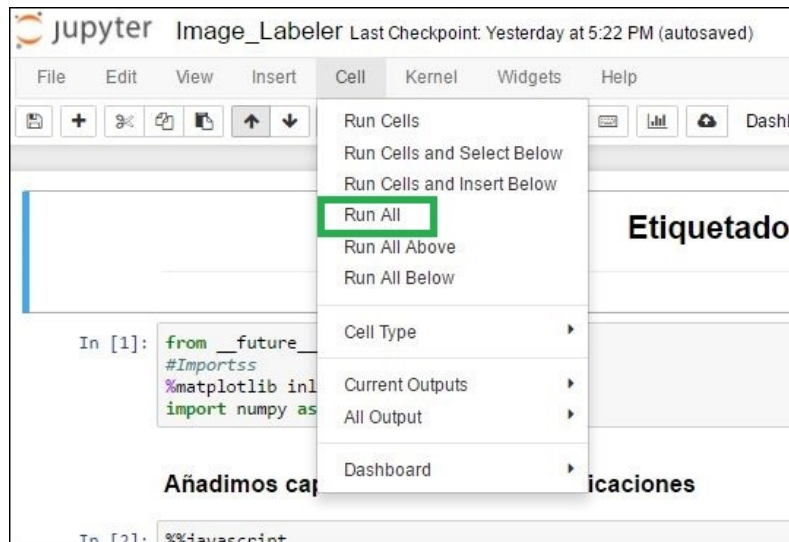 jupyter Image_Labeler Last Checkpoint: Yesterday at 5:22 PM (autosaved)
File Edit View Insert Cell Kernel Widgets Help
Run Cells
Run Cells and Select Below
Run Cells and Insert Below
Run All
Run All Above
Run All Below
Cell Type
Current Outputs
All Output
Dashboard
Etiquetado
In [1]: from __future__
#Importss
%matplotlib inl
import numpy as
Añadimos
In [2]: %%javascript